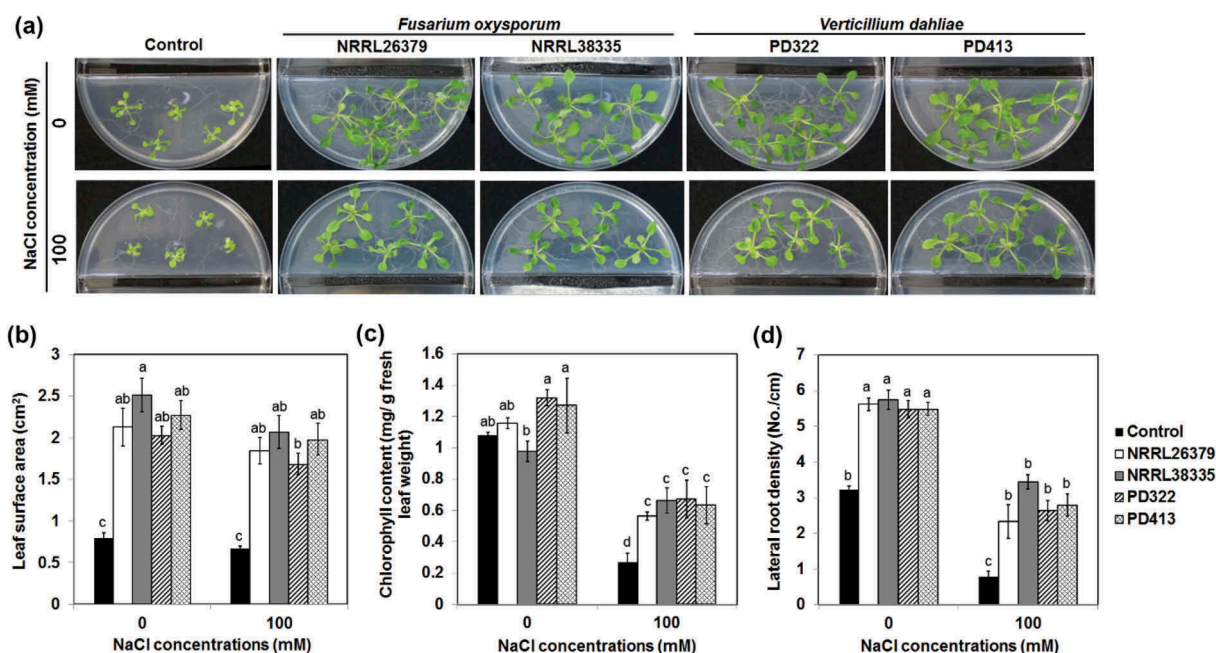 (a)
Fusarium oxysporum
Verticillium dahliae
Control
NRRL26379
NRRL38335
PD322
PD413
NaCl concentration (mM)
0
100
(b)
Leaf surface area (cm²)
3
2.5
2
1.5
1
0.5
0
c
ab
a
ab
ab
c
ab
ab
b
ab
0
100
NaCl concentrations (mM)
(c)
Chlorophyll content (mg/ g fresh
leaf weight)
1.6
1.4
1.2
1
0.8
0.6
0.4
0.2
0
ab
ab
b
a
a
d
c
c
c
c
0
100
NaCl concentrations (mM)
(d)
Lateral root density (No./cm)
7
6
5
4
3
2
1
0
b
a
a
a
a
c
b
b
b
b
0
100
NaCl concentrations (mM)
Control
NRRL26379
NRRL38335
PD322
PD413